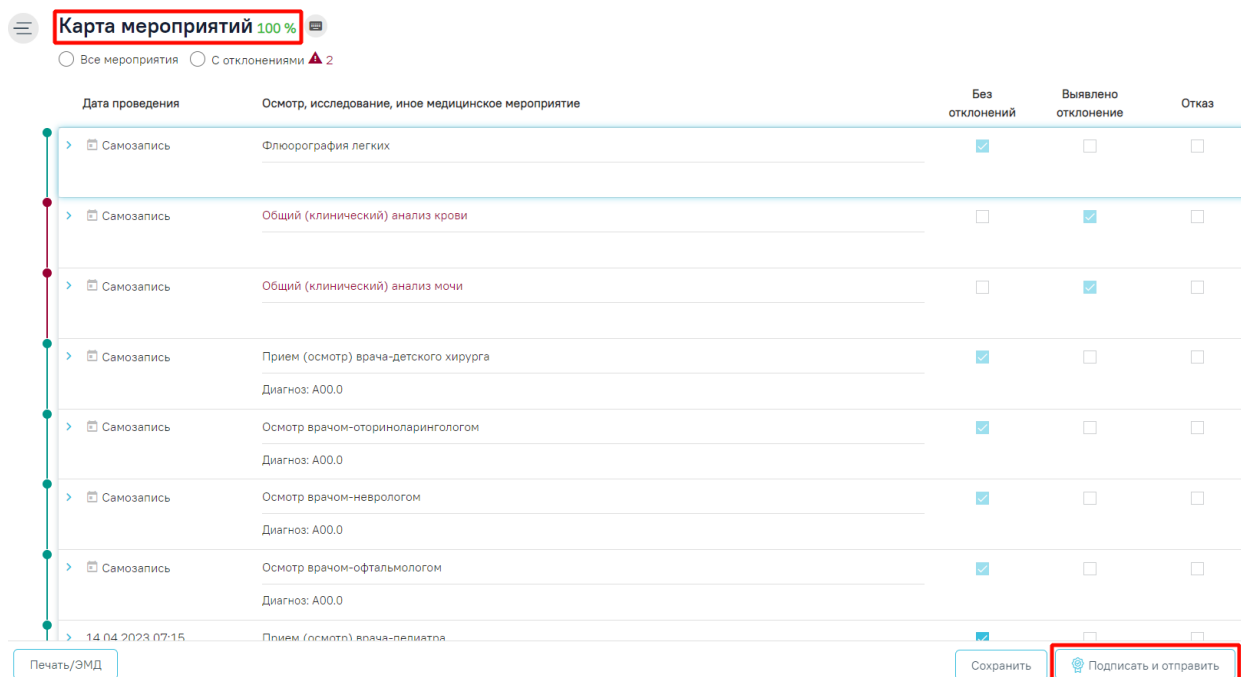 Карта мероприятий 100 %
Все мероприятия С отклонениями 2
Дата проведения Осмотр, исследование, иное медицинское мероприятие Без отклонений Выявлено отклонение Отказ
Самозапись Флюорография легких
Самозапись Общий (клинический) анализ крови
Самозапись Общий (клинический) анализ мочи
Самозапись Прием (осмотр) врача-детского хирурга
Диагноз: A00.0
Самозапись Осмотр врачом-оториноларингологом
Диагноз: A00.0
Самозапись Осмотр врачом-неврологом
Диагноз: A00.0
Самозапись Осмотр врачом-офтальмологом
Диагноз: A00.0
14.04.2023 07:15 Прием (осмотр) врача-педиатра
Печать/ЭМД Сохранить Подписать и отправить